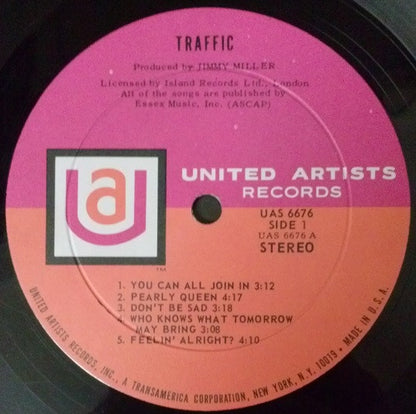 TRAFFIC
Produced by JIMMY MILLER
Licensed by Island Records Ltd., London
All of the songs are published by
Essex Music, Inc. (ASCAP)
ua
UNITED ARTISTS
RECORDS
UAS 6676
SIDE 1
UAS 6676 A
STEREO
TM
1. YOU CAN ALL JOIN IN 3:12
2. PEARLY QUEEN 4:17
3. DON'T BE SAD 3:18
4. WHO KNOWS WHAT TOMORROW
MAY BRING 3:08
5. FEELIN' ALRIGHT? 4:10
UNITED ARTISTS RECORDS, INC., A TRANSAMERICA CORPORATION, NEW YORK, N.Y. 10019 • MADE IN U.S.A.